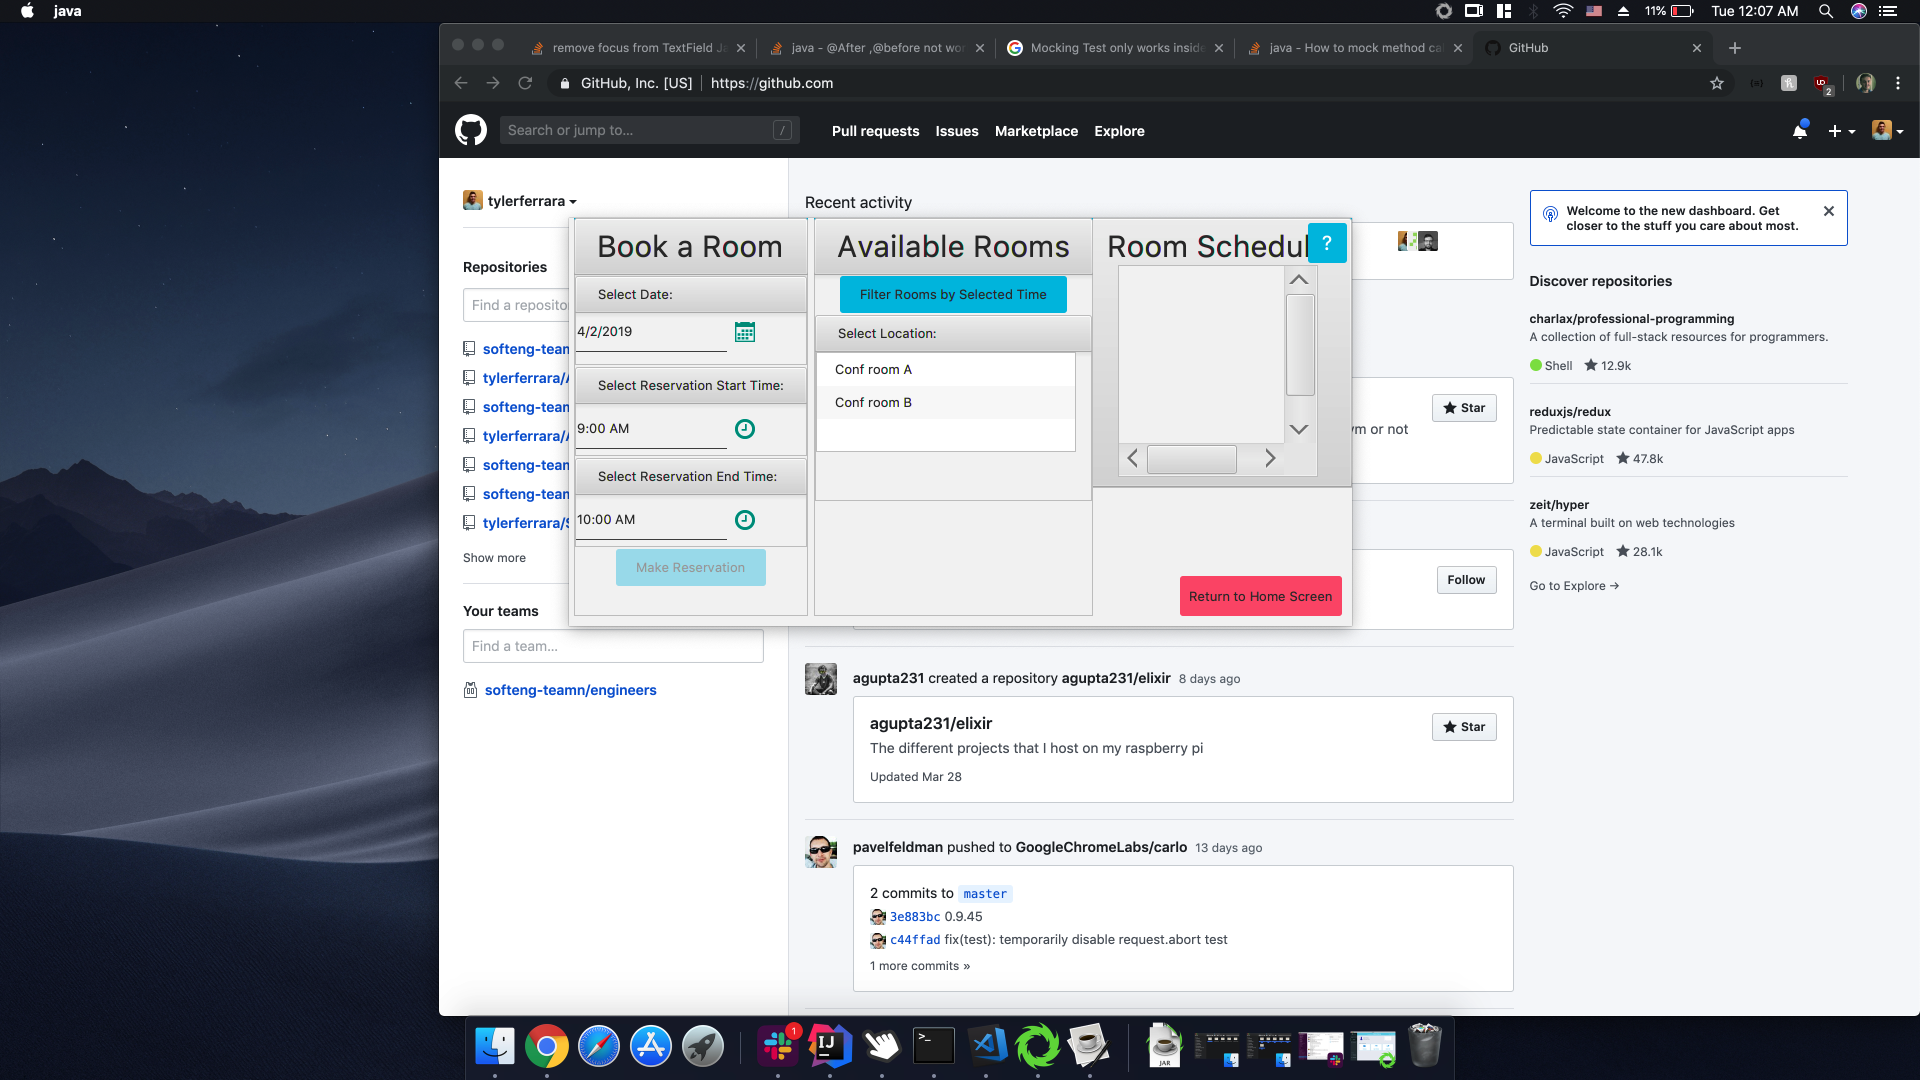 java
11%
Tue 12:07 AM
remove focus from TextField Ja
java - @After ,@before not wor
Mocking Test only works inside
java - How to mock method cal
GitHub
GitHub, Inc. [US]
https://github.com
2
Search or jump to...
/
Pull requests
Issues
Marketplace
Explore
tylerferrara
Repositories
Find a reposito
softeng-team
tylerferrara/
softeng-team
tylerferrara/
softeng-team
softeng-team
tylerferrara/S
Show more
Your teams
Find a team...
softeng-teamn/engineers
Recent activity
Book a Room
Select Date:
4/2/2019
Select Reservation Start Time:
9:00 AM
Select Reservation End Time:
10:00 AM
Make Reservation
Available Rooms
Filter Rooms by Selected Time
Select Location:
Conf room A
Conf room B
Room Schedul
?
Return to Home Screen
Star
ym or not
Follow
agupta231 created a repository agupta231/elixir 8 days ago
agupta231/elixir
Star
The different projects that I host on my raspberry pi
Updated Mar 28
pavelfeldman pushed to GoogleChromeLabs/carlo 13 days ago
2 commits to master
3e883bc 0.9.45
c44ffad fix(test): temporarily disable request.abort test
1 more commits »
Welcome to the new dashboard. Get
closer to the stuff you care about most.
Discover repositories
charlax/professional-programming
A collection of full-stack resources for programmers.
Shell 12.9k
reduxjs/redux
Predictable state container for JavaScript apps
JavaScript 47.8k
zeit/hyper
A terminal built on web technologies
JavaScript 28.1k
Go to Explore →
1
IJ
>_
JAR